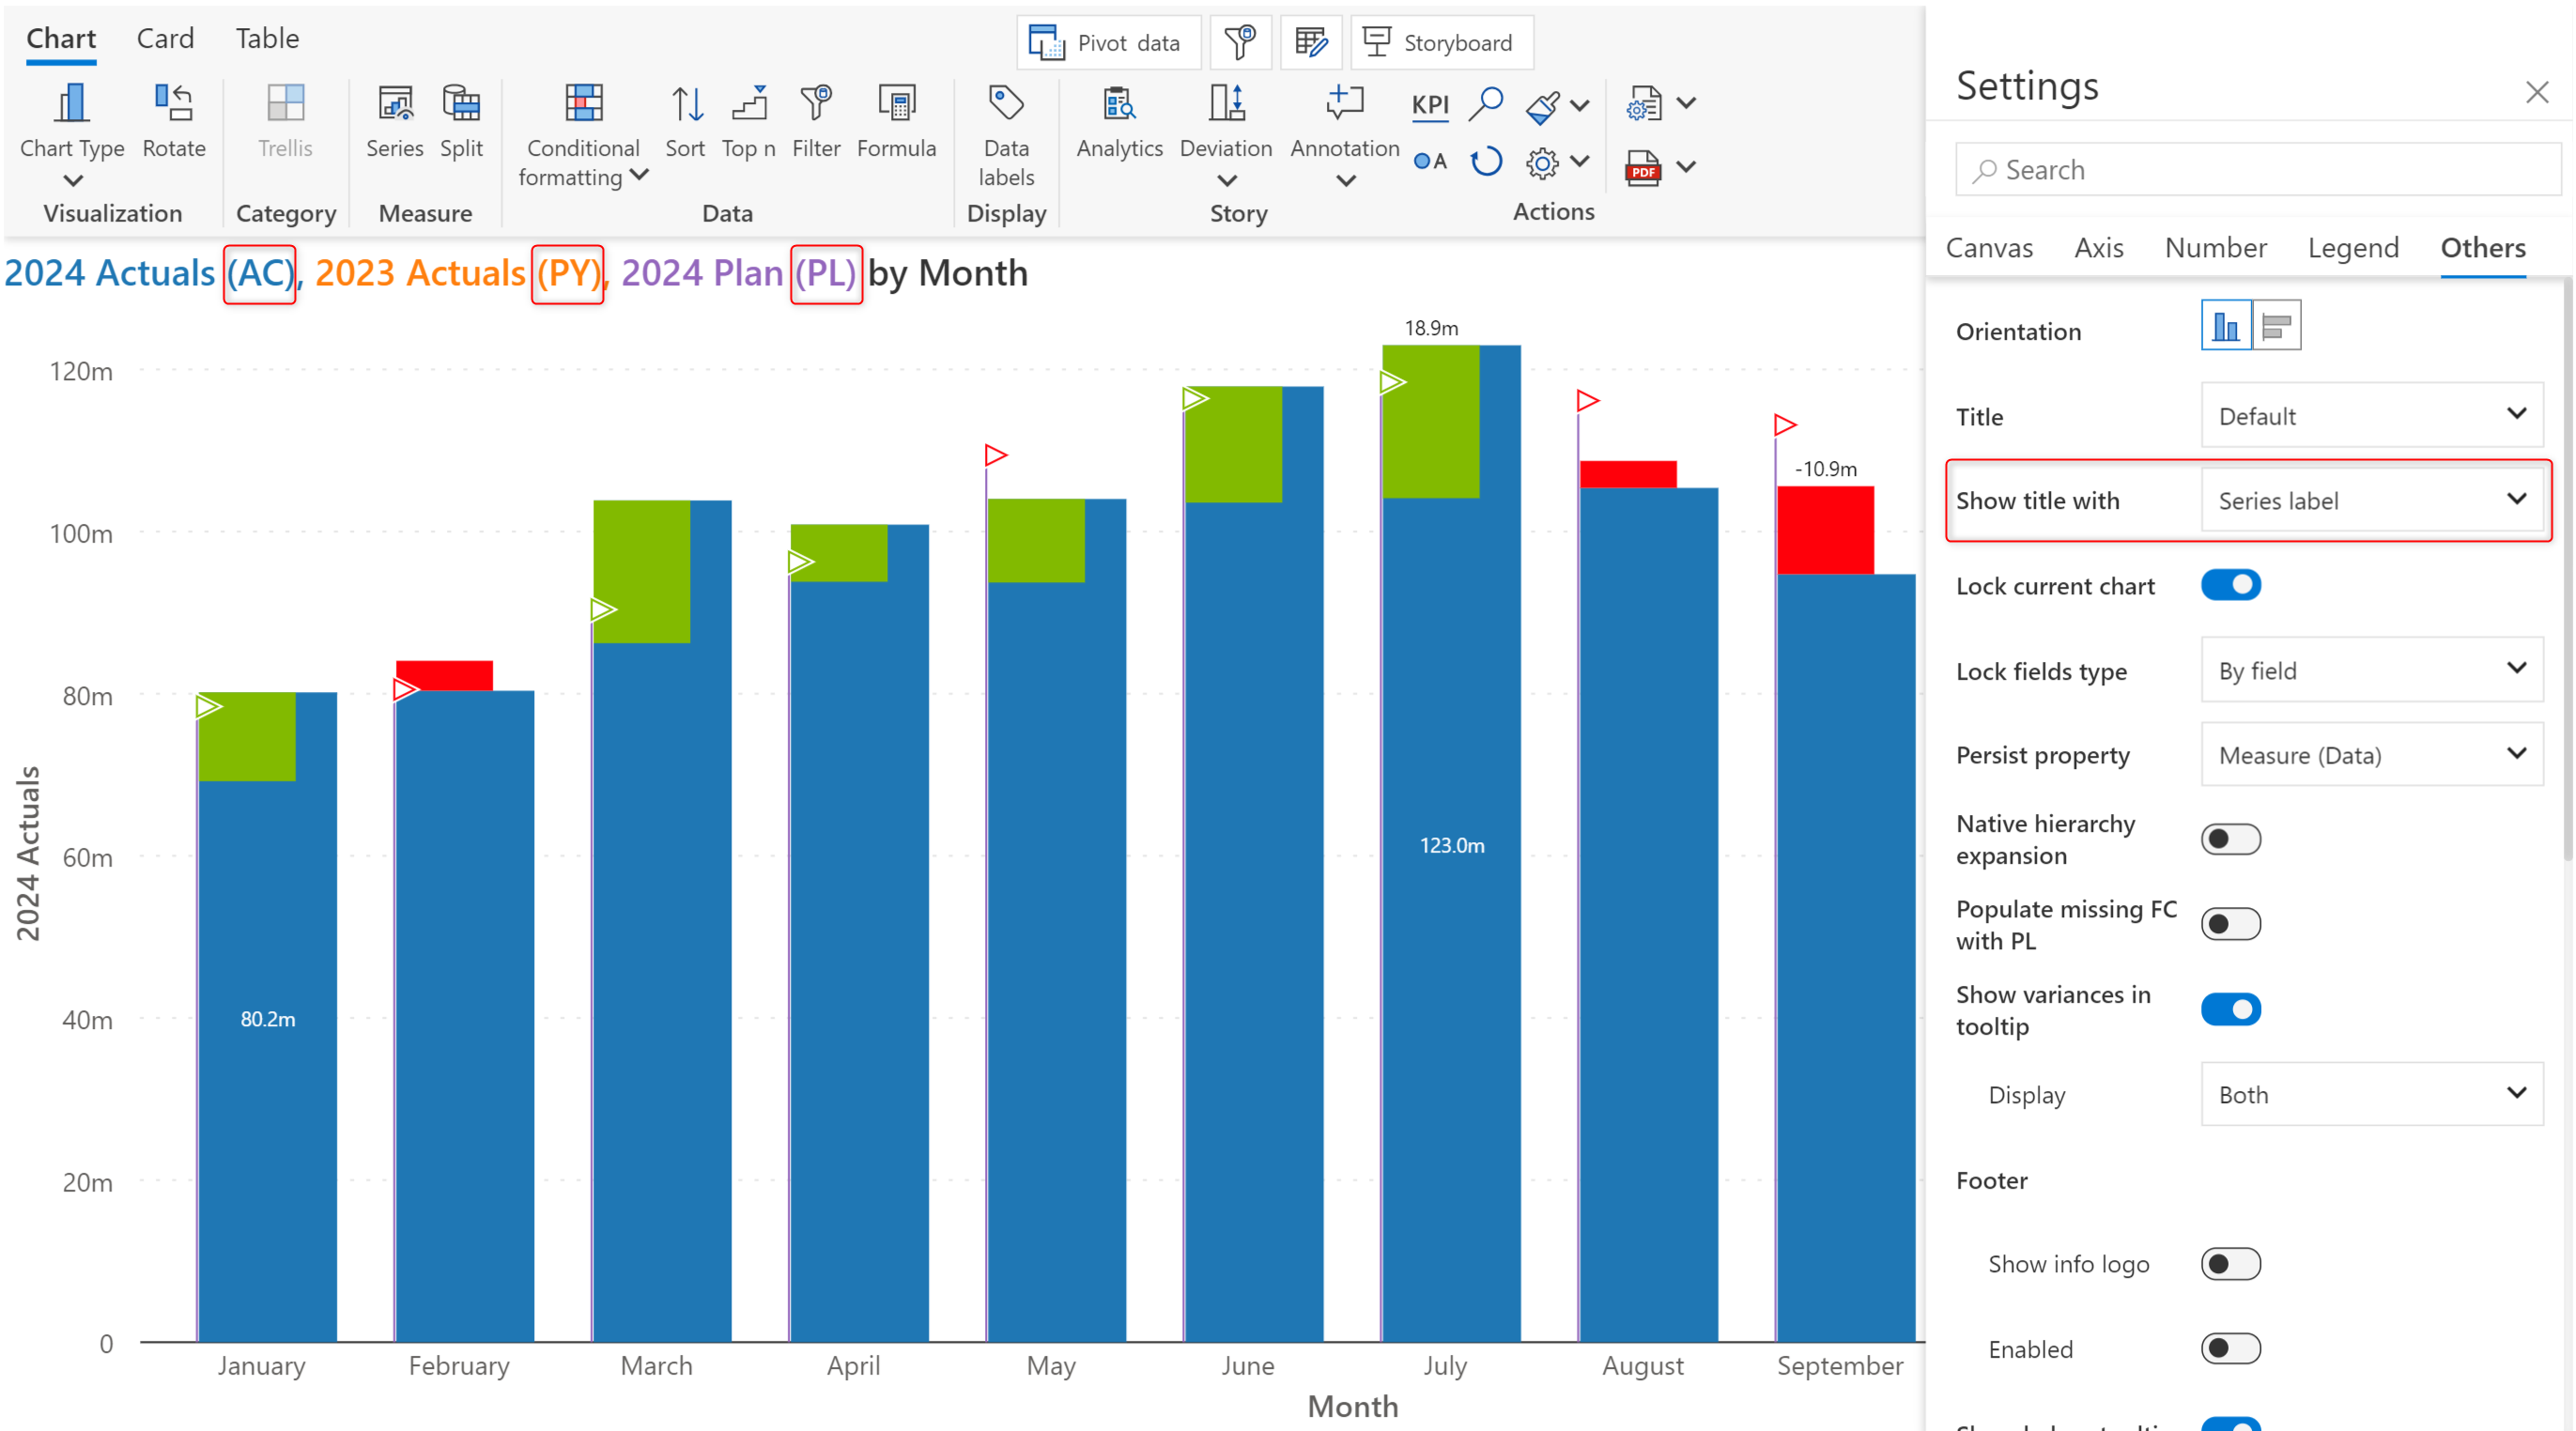 Chart Card Table
Pivot data Storyboard
Chart Type Rotate Trellis Series Split Conditional formatting Sort Top n Filter Formula Data labels Analytics Deviation Annotation KPI A PDF
Visualization Category Measure Data Display Story Actions
2024 Actuals (AC), 2023 Actuals (PY), 2024 Plan (PL) by Month
120m
100m
80m
60m
40m
20m
0
2024 Actuals
18.9m
-10.9m
123.0m
80.2m
January February March April May June July August September
Month
Settings
Search
Canvas Axis Number Legend Others
Orientation
Title Default
Show title with Series label
Lock current chart
Lock fields type By field
Persist property Measure (Data)
Native hierarchy
expansion
Populate missing FC
with PL
Show variances in
tooltip
Display Both
Footer
Show info logo
Enabled